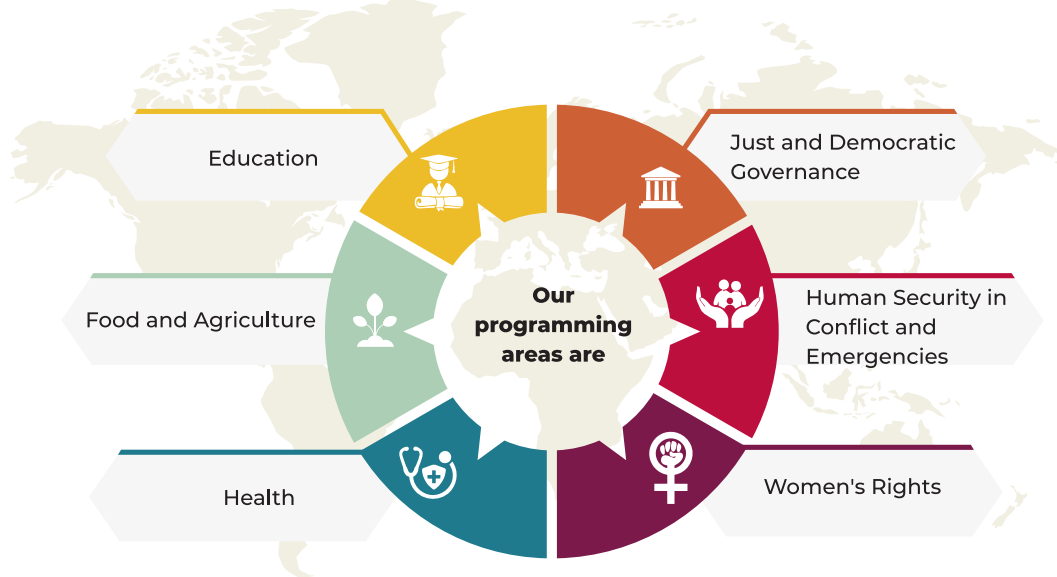 Education
Just and Democratic
Governance
Food and Agriculture
Our
programming
areas are
Human Security in
Conflict and
Emergencies
Health
Women's Rights